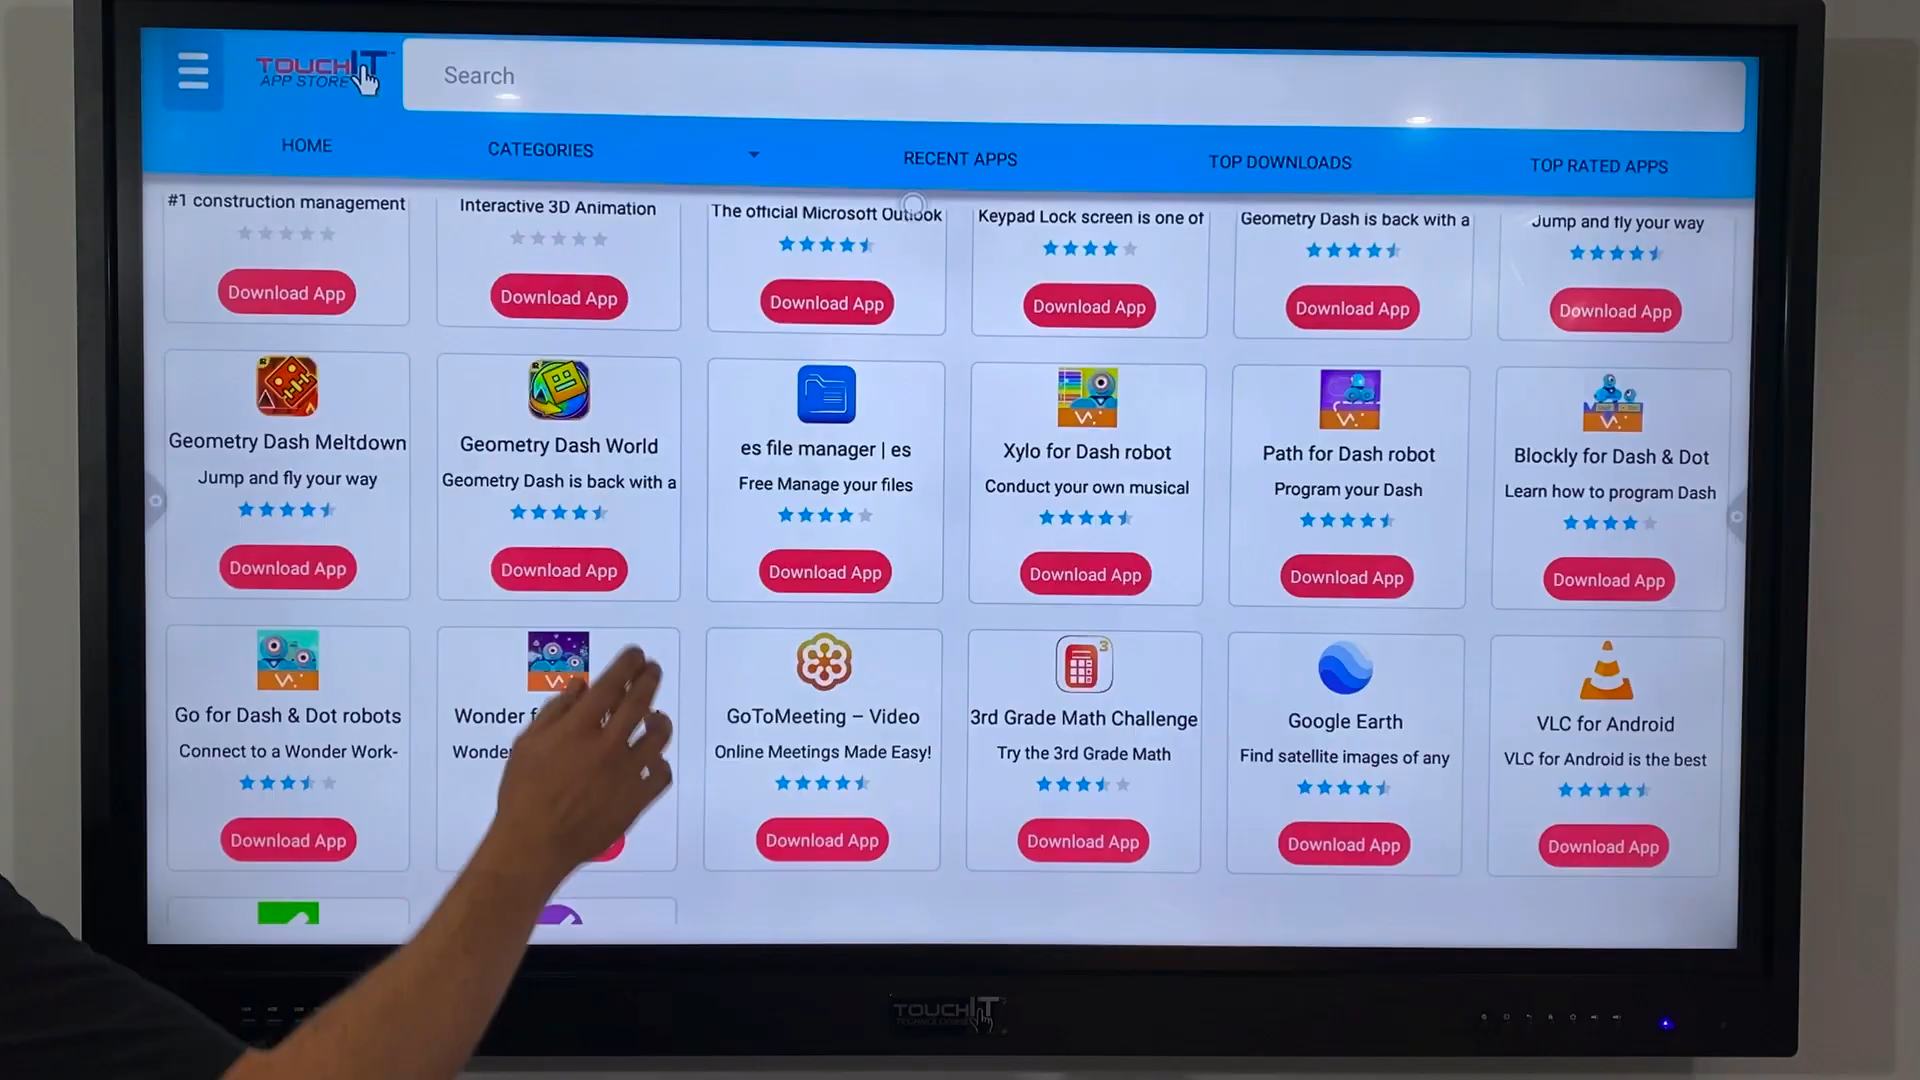 TOUCHIT
APP STORE
Search
HOME
CATEGORIES
RECENT APPS
TOP DOWNLOADS
TOP RATED APPS
#1 construction management
Interactive 3D Animation
The official Microsoft Outlook
Keypad Lock screen is one of
Geometry Dash is back with a
Jump and fly your way
Download App
Download App
Download App
Download App
Download App
Download App
Geometry Dash Meltdown
Jump and fly your way
Download App
Geometry Dash World
Geometry Dash is back with a
Download App
es file manager | es
Free Manage your files
Download App
Xylo for Dash robot
Conduct your own musical
Download App
Path for Dash robot
Program your Dash
Download App
Blockly for Dash & Dot
Learn how to program Dash
Download App
Go for Dash & Dot robots
Connect to a Wonder Work-
Download App
Wonder
Wonder
GoToMeeting – Video
Online Meetings Made Easy!
Download App
3rd Grade Math Challenge
Try the 3rd Grade Math
Download App
3
Google Earth
Find satellite images of any
Download App
VLC for Android
VLC for Android is the best
Download App
TOUCHIT
TECHNOLOGIES